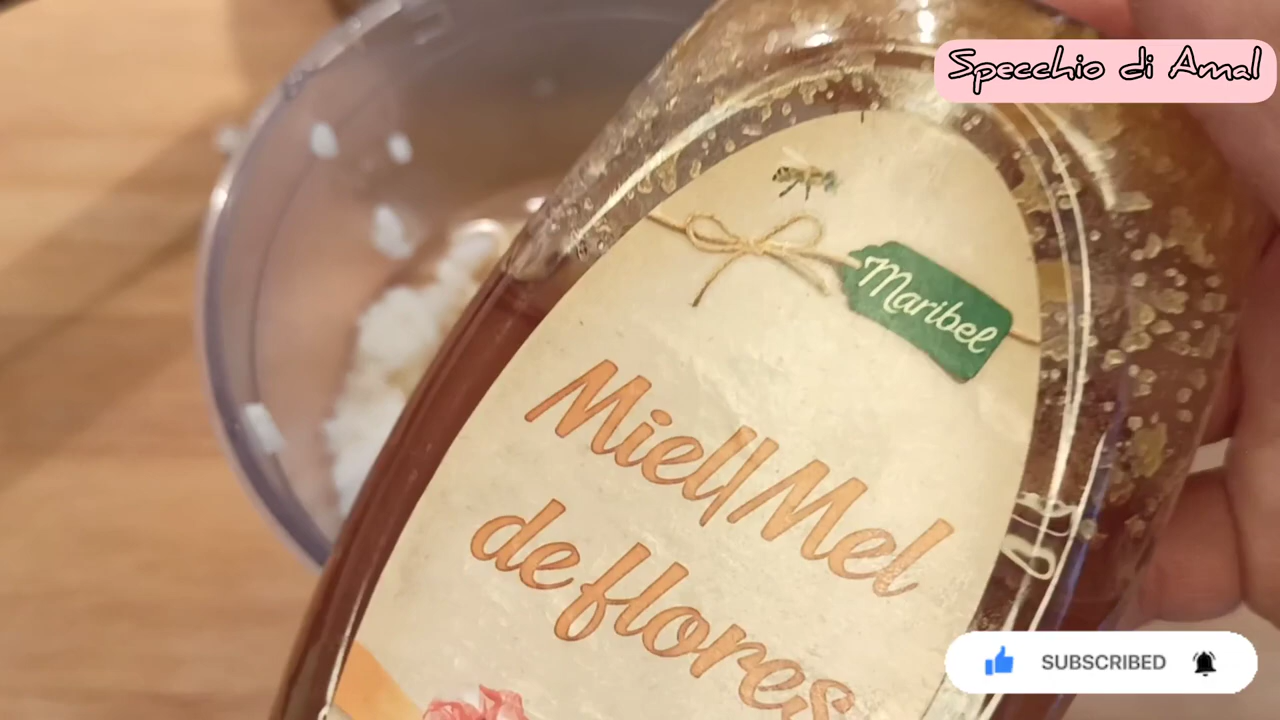 Specchio di Amal
Maribel
Miel/Mel
de flores
SUBSCRIBED